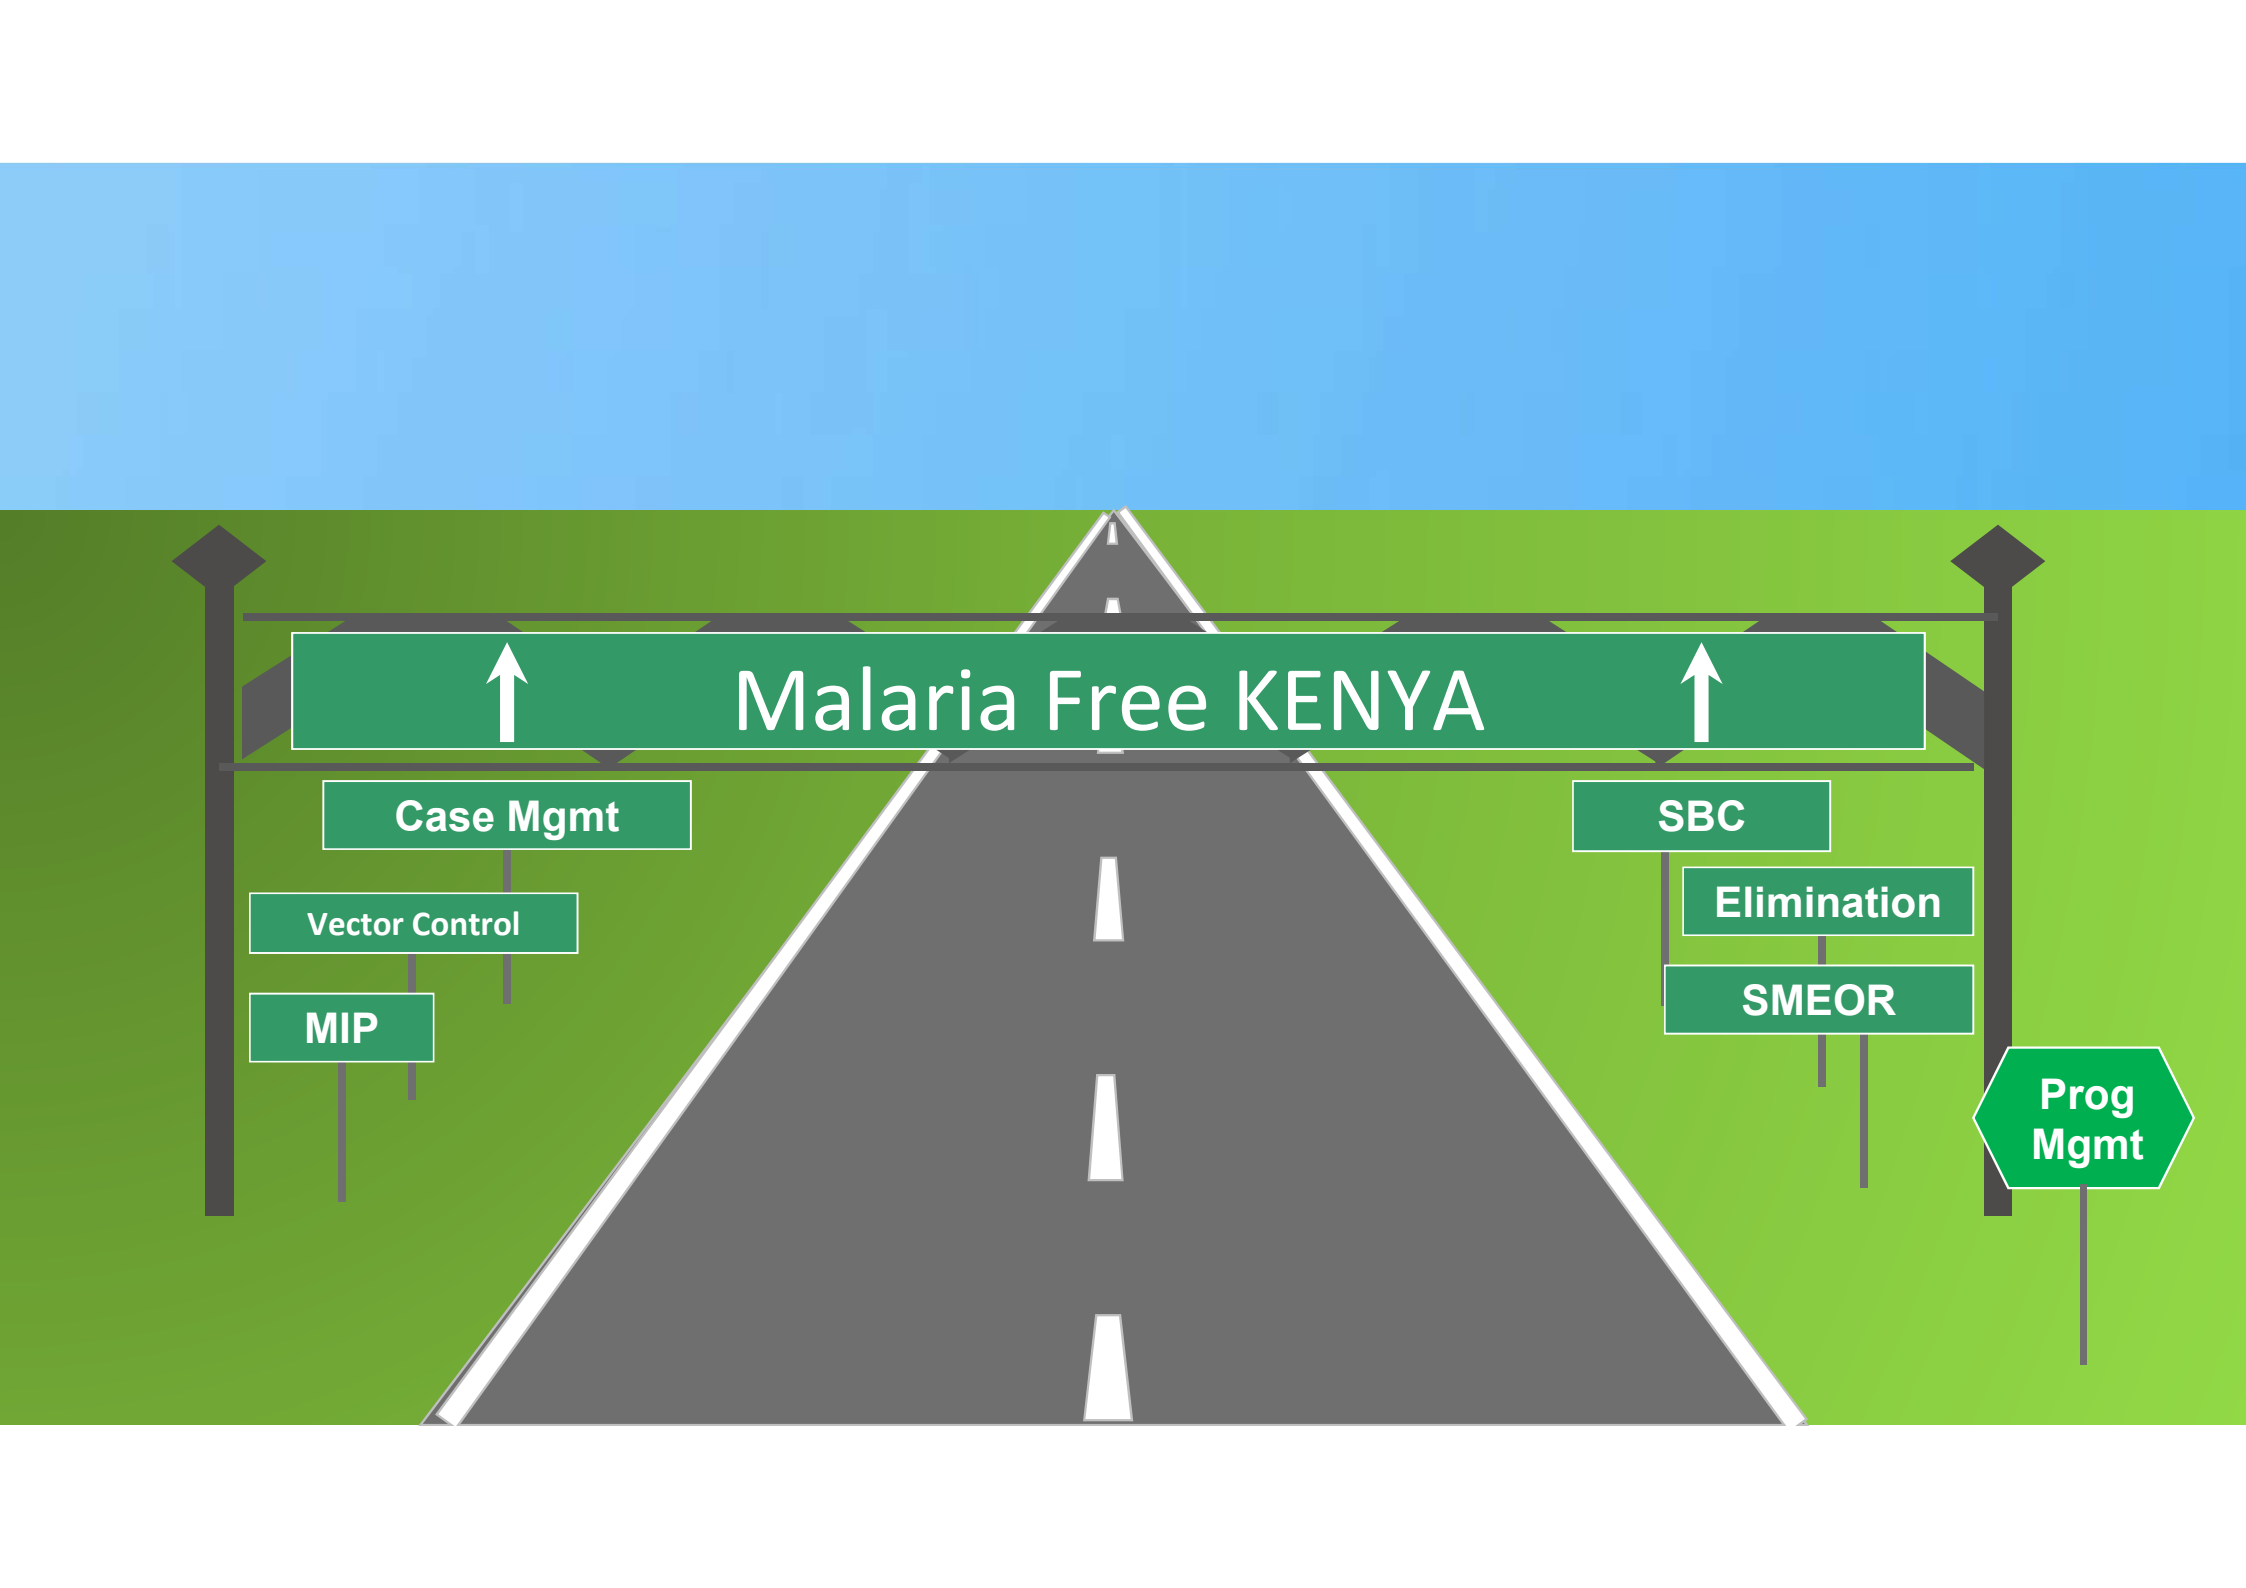 Malaria Free KENYA
Case Mgmt
Vector Control
MIP
SBC
Elimination
SMEOR
Prog
Mgmt